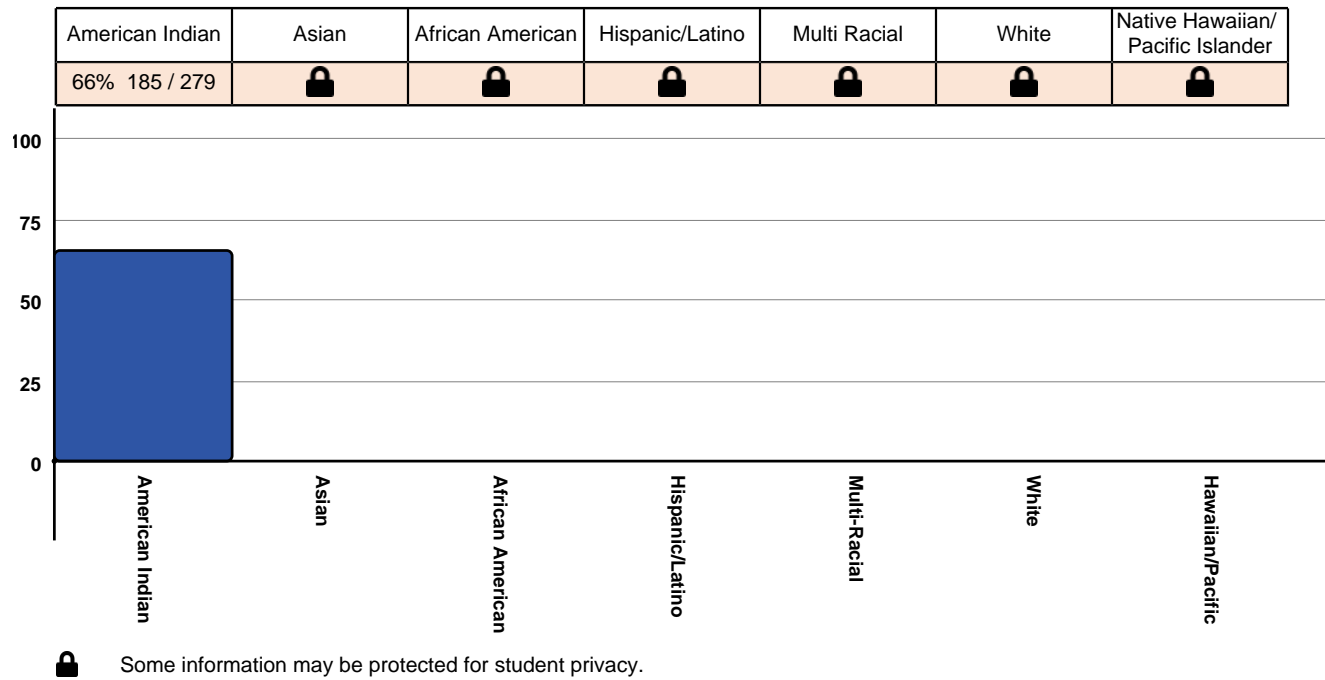 American Indian Asian African American Hispanic/Latino Multi Racial White Native Hawaiian/
Pacific Islander
66% 185 / 279
100
75
50
25
0
American Indian
Asian
African American
Hispanic/Latino
Multi-Racial
White
Hawaiian/Pacific
Some information may be protected for student privacy.